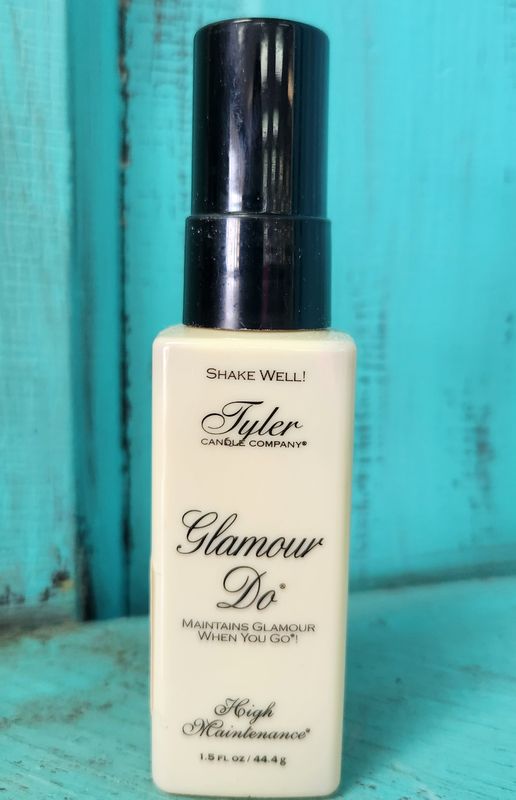 SHAKE WELL!
Tyler
CANDLE COMPANY®
Glamour
Do®
MAINTAINS GLAMOUR
WHEN YOU GO®!
High
Maintenance®
1.5 FL OZ / 44.4 g